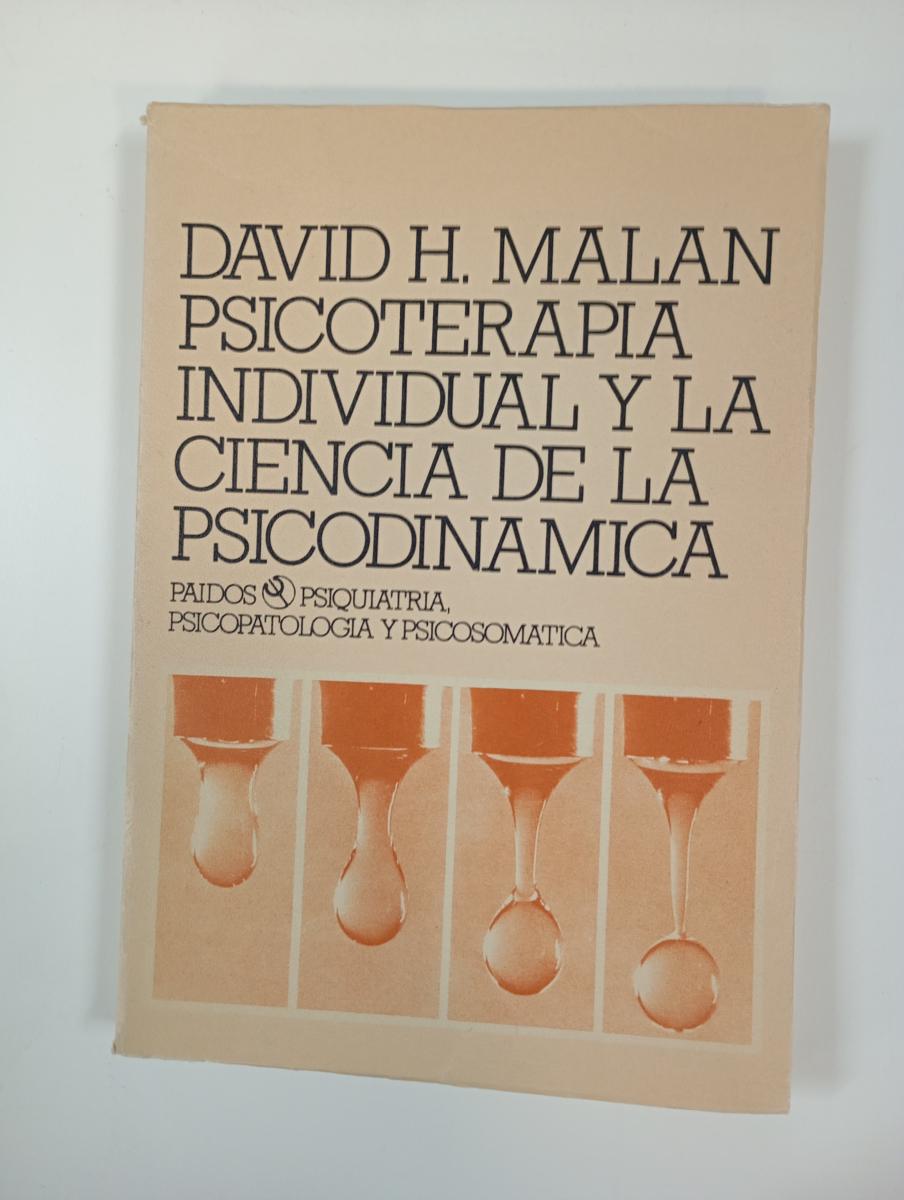 DAVID H. MALAN
PSICOTERAPIA
INDIVIDUAL Y LA
CIENCIA DE LA
PSICODINAMICA
PAIDOS PSIQUIATRIA,
PSICOPATOLOGIA Y PSICOSOMATICA